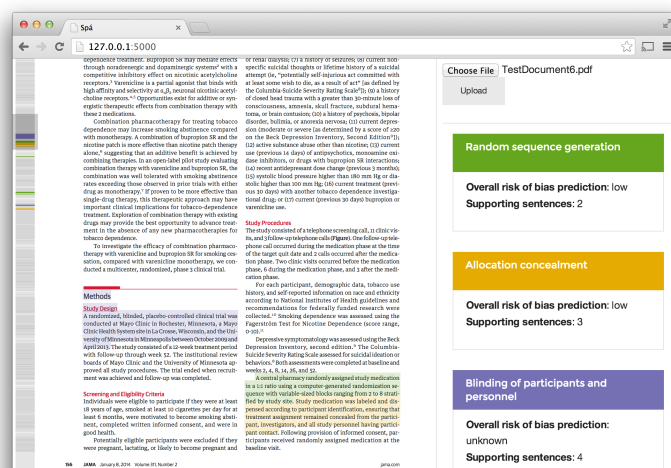 Spá
127.0.0.1:5000
dependence treatment. Bupropion SR may mediate effects
through noradrenergic and dopaminergic systems⁴ with a
competitive inhibitory effect on nicotinic acetylcholine
receptors.⁵ Varenicline is a partial agonist that binds with
high affinity and selectivity at α₄β₂ neuronal nicotinic acetyl-
choline receptors.⁴,⁵ Opportunities exist for additive or syn-
ergistic therapeutic effects from combination therapy with
these 2 medications.
Combination pharmacotherapy for treating tobacco
dependence may increase smoking abstinence compared
with monotherapy. A combination of bupropion SR and the
nicotine patch is more effective than nicotine patch therapy
alone,⁶ suggesting that an additive benefit is achieved by
combining therapies. In an open-label pilot study evaluating
combination therapy with varenicline and bupropion SR, the
combination was well tolerated with smoking abstinence
rates exceeding those observed in prior trials with either
drug as monotherapy.⁷ If proven to be more effective than
single-drug therapy, this therapeutic approach may have
important clinical implications for tobacco-dependence
treatment. Exploration of combination therapy with existing
drugs may provide the best opportunity to advance treat-
ment in the absence of any new pharmacotherapies for
tobacco dependence.
To investigate the efficacy of combination pharmaco-
therapy with varenicline and bupropion SR for smoking ces-
sation, compared with varenicline monotherapy, we con-
ducted a multicenter, randomized, phase 3 clinical trial.
Methods
Study Design
A randomized, blinded, placebo-controlled clinical trial was
conducted at Mayo Clinic in Rochester, Minnesota, a Mayo
Clinic Health System site in La Crosse, Wisconsin, and the Uni-
versity of Minnesota in Minneapolis between October 2009 and
April 2013. The study consisted of a 12-week treatment period
with follow-up through week 52. The institutional review
boards of Mayo Clinic and the University of Minnesota ap-
proved all study procedures. The trial ended when recruit-
ment was achieved and follow-up was completed.
Screening and Eligibility Criteria
Individuals were eligible to participate if they were at least
18 years of age, smoked at least 10 cigarettes per day for at
least 6 months, were motivated to become smoking absti-
nent, completed written informed consent, and were in
good health.
Potentially eligible participants were excluded if they
were pregnant, lactating, or likely to become pregnant and
156 JAMA January 8, 2014 Volume 311, Number 2
or renal dialysis; (7) a history of seizures; (8) current non-
specific suicidal thoughts or lifetime history of a suicidal
attempt (ie, "potentially self-injurious act committed with
at least some wish to die, as a result of act" [as defined by
the Columbia-Suicide Severity Rating Scale⁸]); (9) a history
of closed head trauma with a greater than 30-minute loss of
consciousness, amnesia, skull fracture, subdural hema-
toma, or brain contusion; (10) a history of psychosis, bipolar
disorder, bulimia, or anorexia nervosa; (11) current depres-
sion (moderate or severe [as determined by a score of ≥20
on the Beck Depression Inventory, Second Edition⁹]);
(12) active substance abuse other than nicotine; (13) current
use (previous 14 days) of antipsychotics, monoamine oxi-
dase inhibitors, or drugs with bupropion SR interactions;
(14) recent antidepressant dose change (previous 3 months);
(15) systolic blood pressure higher than 180 mm Hg or dia-
stolic higher than 100 mm Hg; (16) current treatment (previ-
ous 30 days) with another tobacco dependence investiga-
tional drug; or (17) current (previous 30 days) bupropion or
varenicline use.
Study Procedures
The study consisted of a telephone screening call, 11 clinic vis-
its, and 3 follow-up telephone calls (Figure). One follow-up tele-
phone call occurred during the medication phase at the time
of the target quit date and 2 calls occurred after the medica-
tion phase. Two clinic visits occurred before the medication
phase, 6 during the medication phase, and 3 after the medi-
cation phase.
For each participant, demographic data, tobacco use
history, and self-reported information on race and ethnicity
according to National Institutes of Health guidelines and
recommendations for federally funded research were
collected.¹⁰ Smoking dependence was assessed using the
Fagerström Test for Nicotine Dependence (score range,
0-10).¹¹
Depressive symptomatology was assessed using the Beck
Depression Inventory, second edition.⁹ The Columbia-
Suicide Severity Rating Scale assessed for suicidal ideation or
behaviors.⁸ Both assessments were completed at baseline and
weeks 2, 4, 8, 14, 26, and 52.
A central pharmacy randomly assigned study medication
in a 1:1 ratio using a computer-generated randomization se-
quence with variable-sized blocks ranging from 2 to 8 strati-
fied by study site. Study medication was labeled and dis-
pensed according to participant identification, ensuring that
treatment assignment remained concealed from the partici-
pant, investigators, and all study personnel having partici-
pant contact. Following provision of informed consent, par-
ticipants received randomly assigned medication at the
baseline visit.
jama.com
Choose File TestDocument6.pdf
Upload
Random sequence generation
Overall risk of bias prediction: low
Supporting sentences: 2
Allocation concealment
Overall risk of bias prediction: low
Supporting sentences: 3
Blinding of participants and
personnel
Overall risk of bias prediction:
unknown
Supporting sentences: 4